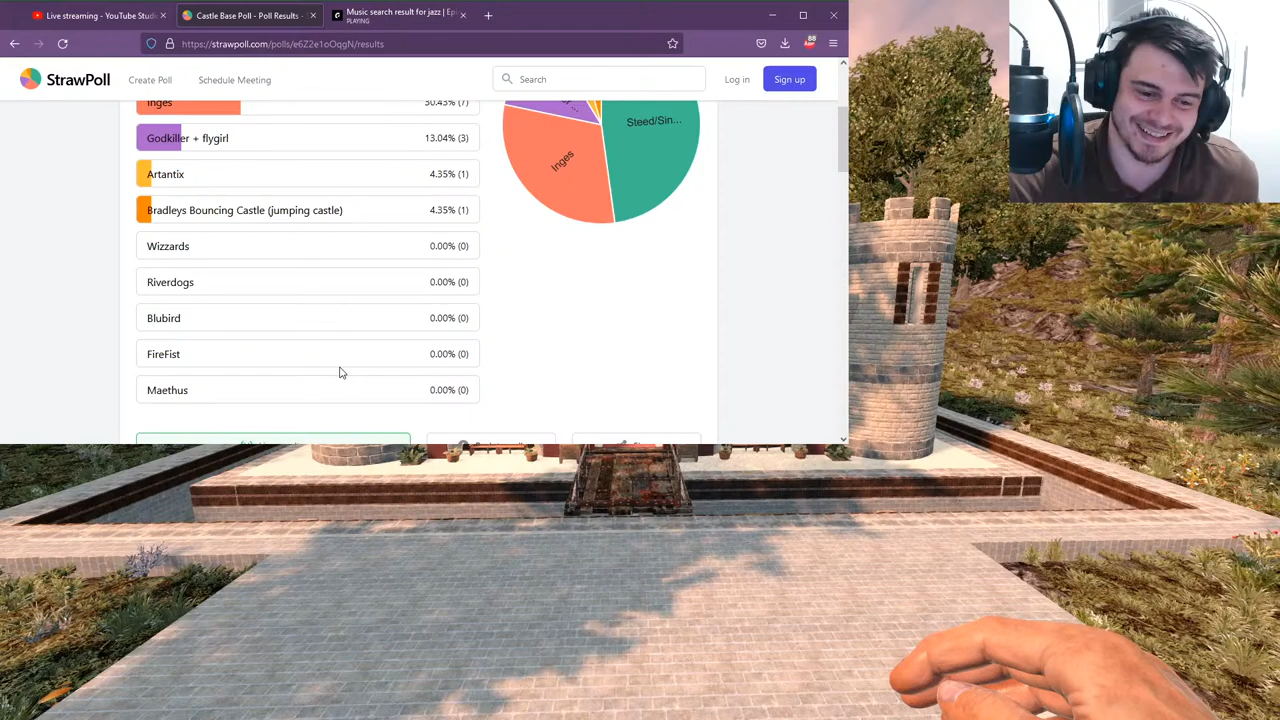 Live streaming - YouTube Studi
Castle Base Poll - Poll Results -
Music search result for jazz | Ep
PLAYING
https://strawpoll.com/polls/e6Z2e1oOqgN/results
88
StrawPoll
Create Poll
Schedule Meeting
Search
Log in
Sign up
Inges 30.43% (7)
Godkiller + flygirl 13.04% (3)
Artantix 4.35% (1)
Bradleys Bouncing Castle (jumping castle) 4.35% (1)
Wizzards 0.00% (0)
Riverdogs 0.00% (0)
Blubird 0.00% (0)
FireFist 0.00% (0)
Maethus 0.00% (0)
Steed/Sin...
Inges